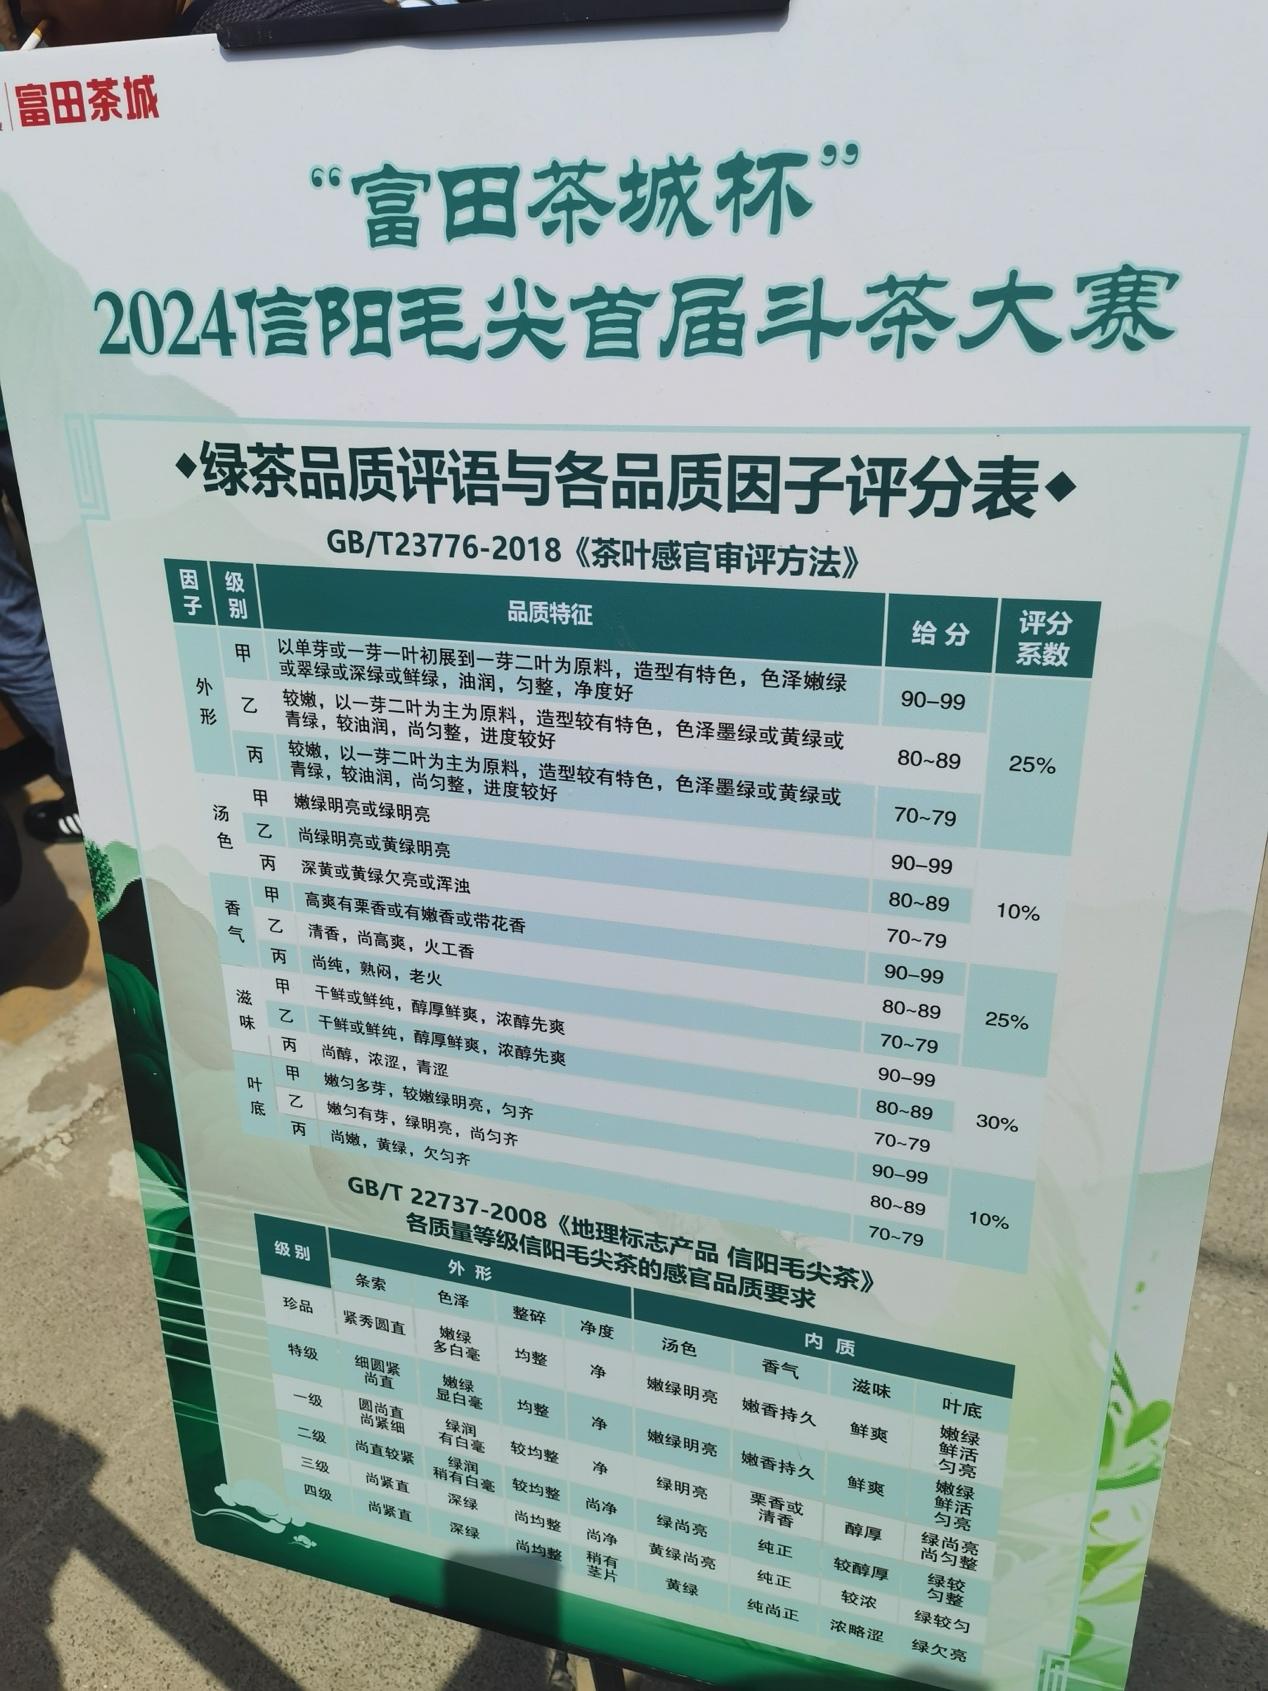 富田茶城
“富田茶城杯”
2024信阳毛尖首届斗茶大赛
◆绿茶品质评语与各品质因子评分表◆
GB/T23776-2018《茶叶感官审评方法》
因子 级别 品质特征 给分 评分系数
外形 甲 以单芽或一芽一叶初展到一芽二叶为原料，造型有特色，色泽嫩绿或翠绿或深绿或鲜绿，油润，匀整，净度好 90–99 25%
乙 较嫩，以一芽二叶为主为原料，造型较有特色，色泽墨绿或黄绿或青绿，较油润，尚匀整，进度较好 80~89
丙 较嫩，以一芽二叶为主为原料，造型较有特色，色泽墨绿或黄绿或青绿，较油润，尚匀整，进度较好 70~79
汤色 甲 嫩绿明亮或绿明亮 90–99 10%
乙 尚绿明亮或黄绿明亮 80~89
丙 深黄或黄绿欠亮或浑浊 70~79
香气 甲 高爽有栗香或有嫩香或带花香 90–99 25%
乙 清香，尚高爽，火工香 80~89
丙 尚纯，熟闷，老火 70~79
滋味 甲 干鲜或鲜纯，醇厚鲜爽，浓醇先爽 90–99 30%
乙 干鲜或鲜纯，醇厚鲜爽，浓醇先爽 80~89
丙 尚醇，浓涩，青涩 70~79
叶底 甲 嫩匀多芽，较嫩绿明亮，匀齐 90–99 10%
乙 嫩匀有芽，绿明亮，尚匀齐 80~89
丙 尚嫩，黄绿，欠匀齐 70~79
GB/T 22737-2008《地理标志产品 信阳毛尖茶》
各质量等级信阳毛尖茶的感官品质要求
级别 外形 内质
条索 色泽 整碎 净度 汤色 香气 滋味 叶底
珍品 紧秀圆直 嫩绿多白毫 均整 净 嫩绿明亮 嫩香持久 鲜爽 嫩绿鲜活匀亮
特级 细圆紧尚直 嫩绿显白毫 均整 净 嫩绿明亮 嫩香持久 鲜爽 嫩绿鲜活匀亮
一级 圆尚直尚紧细 绿润有白毫 较均整 净 绿明亮 栗香或清香 醇厚 绿尚亮尚匀整
二级 尚直较紧 绿润稍有白毫 较均整 尚净 绿尚亮 纯正 较醇厚 绿较匀整
三级 尚紧直 深绿 尚均整 尚净 黄绿尚亮 纯正 较浓 绿较匀
四级 尚紧直 深绿 尚均整 稍有茎片 黄绿 纯尚正 浓略涩 绿欠亮